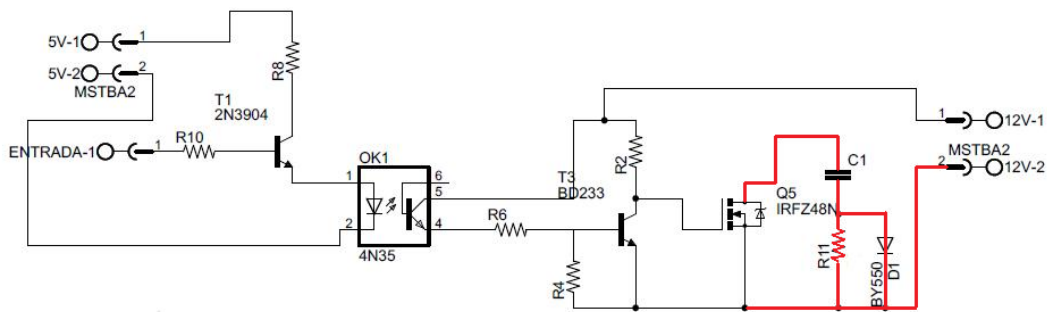 5V-1
1
5V-2
2
MSTBA2
R8
T1
2N3904
ENTRADA-1
1
R10
OK1
1
6
5
2
4
4N35
R6
R4
T3
BD233
R2
Q5
IRFZ48N
C1
R11
BY550
D1
1
12V-1
MSTBA2
2
12V-2